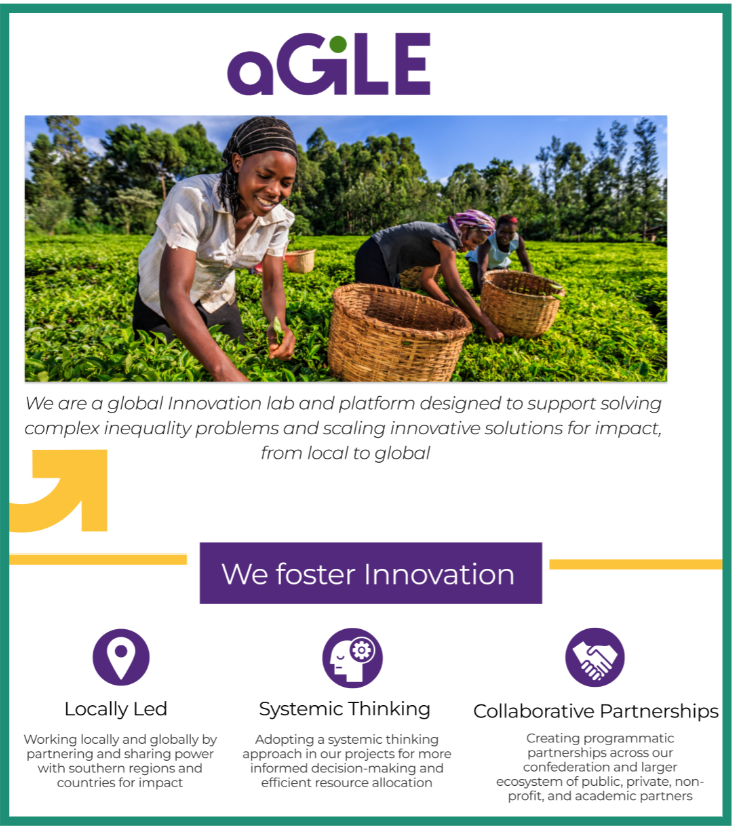 aGiLE
We are a global Innovation lab and platform designed to support solving
complex inequality problems and scaling innovative solutions for impact,
from local to global
We foster Innovation
Locally Led
Working locally and globally by
partnering and sharing power
with southern regions and
countries for impact
Systemic Thinking
Adopting a systemic thinking
approach in our projects for more
informed decision-making and
efficient resource allocation
Collaborative Partnerships
Creating programmatic
partnerships across our
confederation and larger
ecosystem of public, private, non-
profit, and academic partners